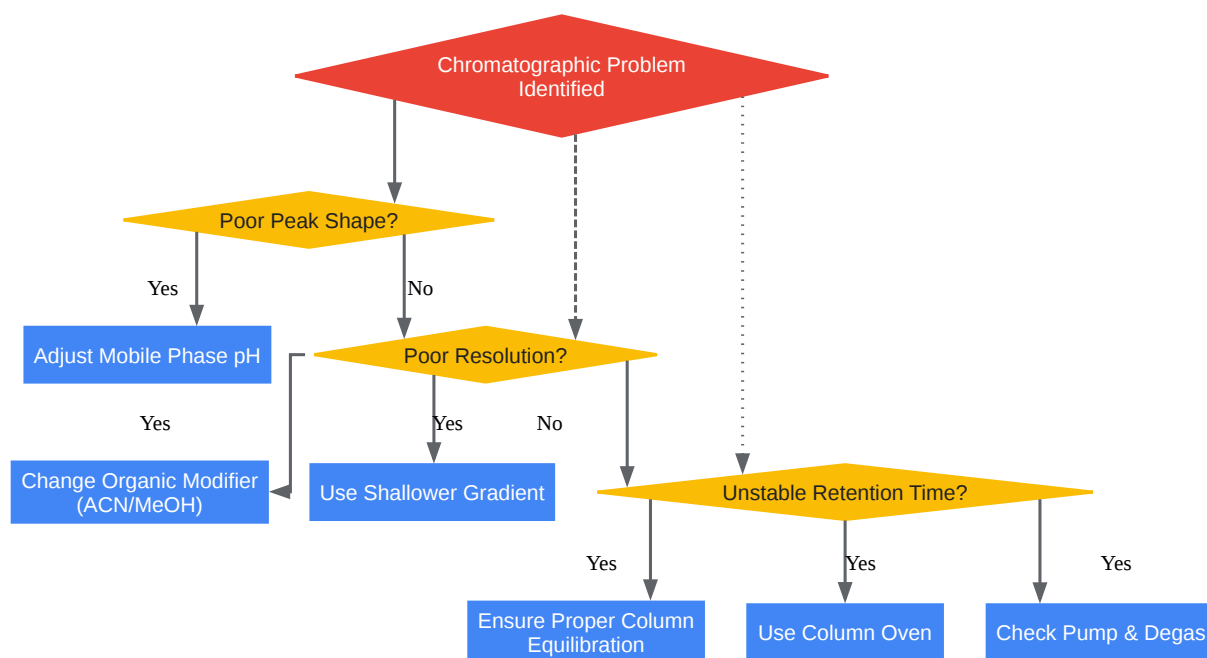 Chromatographic Problem
Identified
Poor Peak Shape?
Yes
No
Adjust Mobile Phase pH
Poor Resolution?
Yes
Yes
No
Change Organic Modifier
(ACN/MeOH)
Use Shallower Gradient
Unstable Retention Time?
Yes
Yes
Yes
Ensure Proper Column
Equilibration
Use Column Oven
Check Pump & Degas